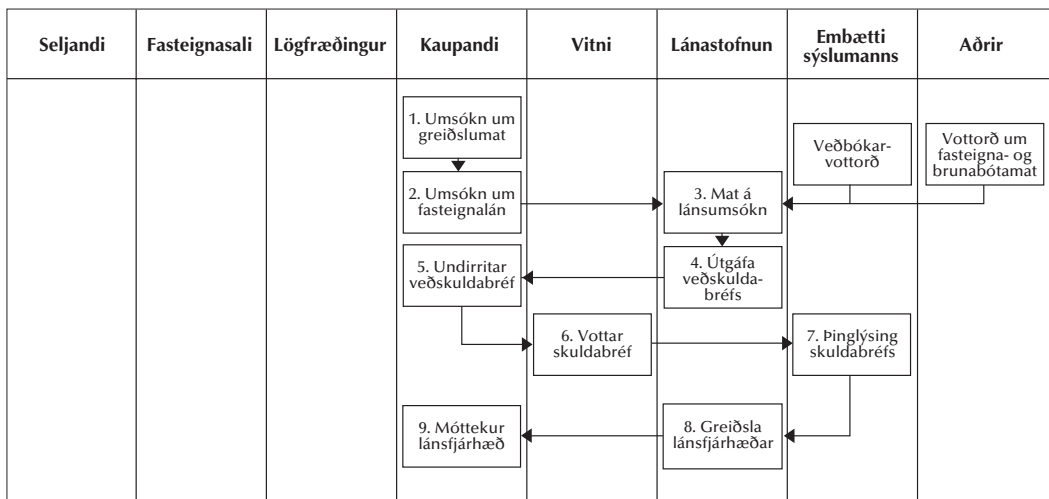 Seljandi
Fasteignasali
Lögfræðingur
Kaupandi
Vitni
Lánastofnun
Embætti
sýslumanns
Aðrir
1. Umsókn um
greiðslumat
Veðbókar-
vottorð
Vottorð um
fasteigna- og
brunabótamat
2. Umsókn um
fasteignalán
3. Mat á
lánsumsókn
5. Undirritar
veðskuldabréf
4. Útgáfa
veðskulda-
bréfs
6. Vottar
skuldabréf
7. Þinglýsing
skuldabréfs
9. Móttekur
lánsfjárhæð
8. Greiðsla
lánsfjárhæðar